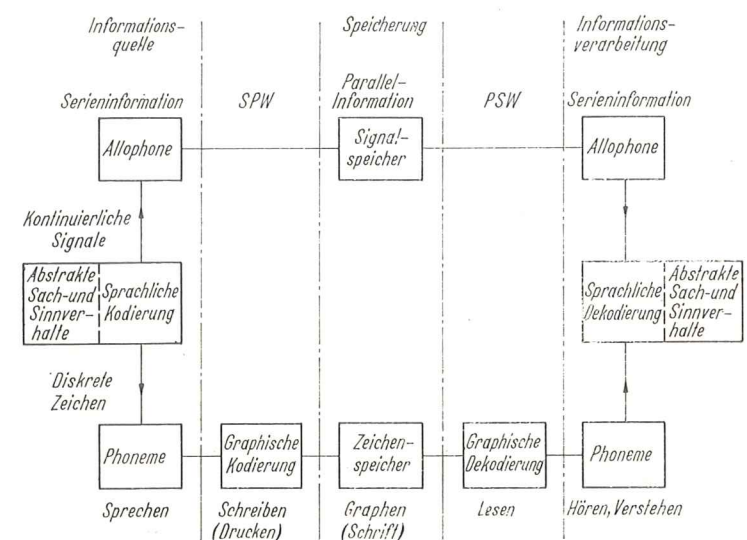 Informations-
quelle
Speicherung
Informations-
verarbeitung
Serieninformation
SPW
Parallel-
Information
PSW
Serieninformation
Allophone
Signal-
speicher
Allophone
Kontinuierliche
Signale
Abstrakte
Sach-und
Sinnver-
halte
Sprachliche
Kodierung
Sprachliche
Dekodierung
Abstrakte
Sach-und
Sinnver-
halte
Diskrete
Zeichen
Phoneme
Graphische
Kodierung
Zeichen-
speicher
Graphische
Dekodierung
Phoneme
Sprechen
Schreiben
(Drucken)
Graphen
(Schrift)
Lesen
Hören, Verstehen